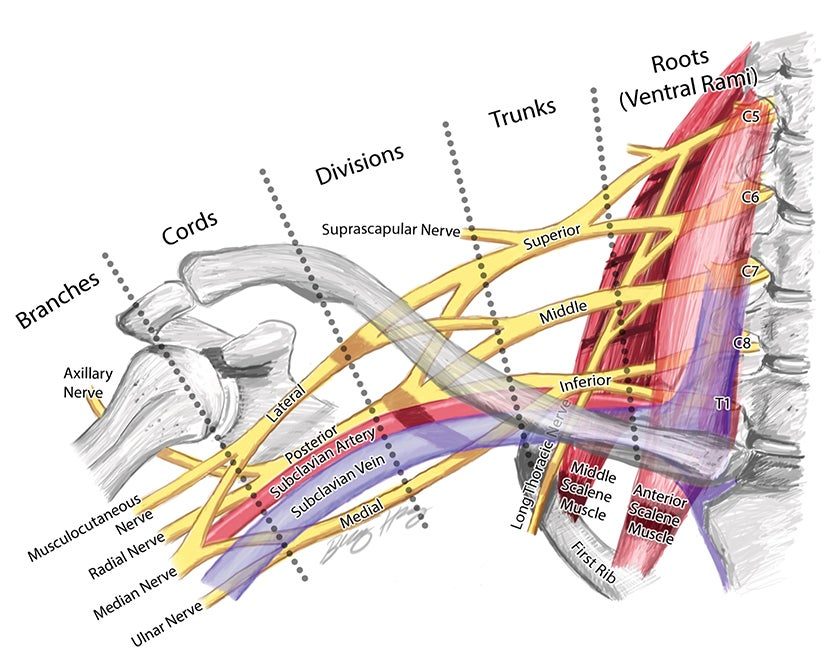 Roots
(Ventral Rami)
Trunks
Divisions
Cords
Branches
C5
C6
C7
C8
T1
Suprascapular Nerve
Superior
Middle
Inferior
Lateral
Posterior
Subclavian Artery
Subclavian Vein
Medial
Long Thoracic Nerve
Middle
Scalene
Muscle
Anterior
Scalene
Muscle
First Rib
Axillary
Nerve
Musculocutaneous
Nerve
Radial Nerve
Median Nerve
Ulnar Nerve